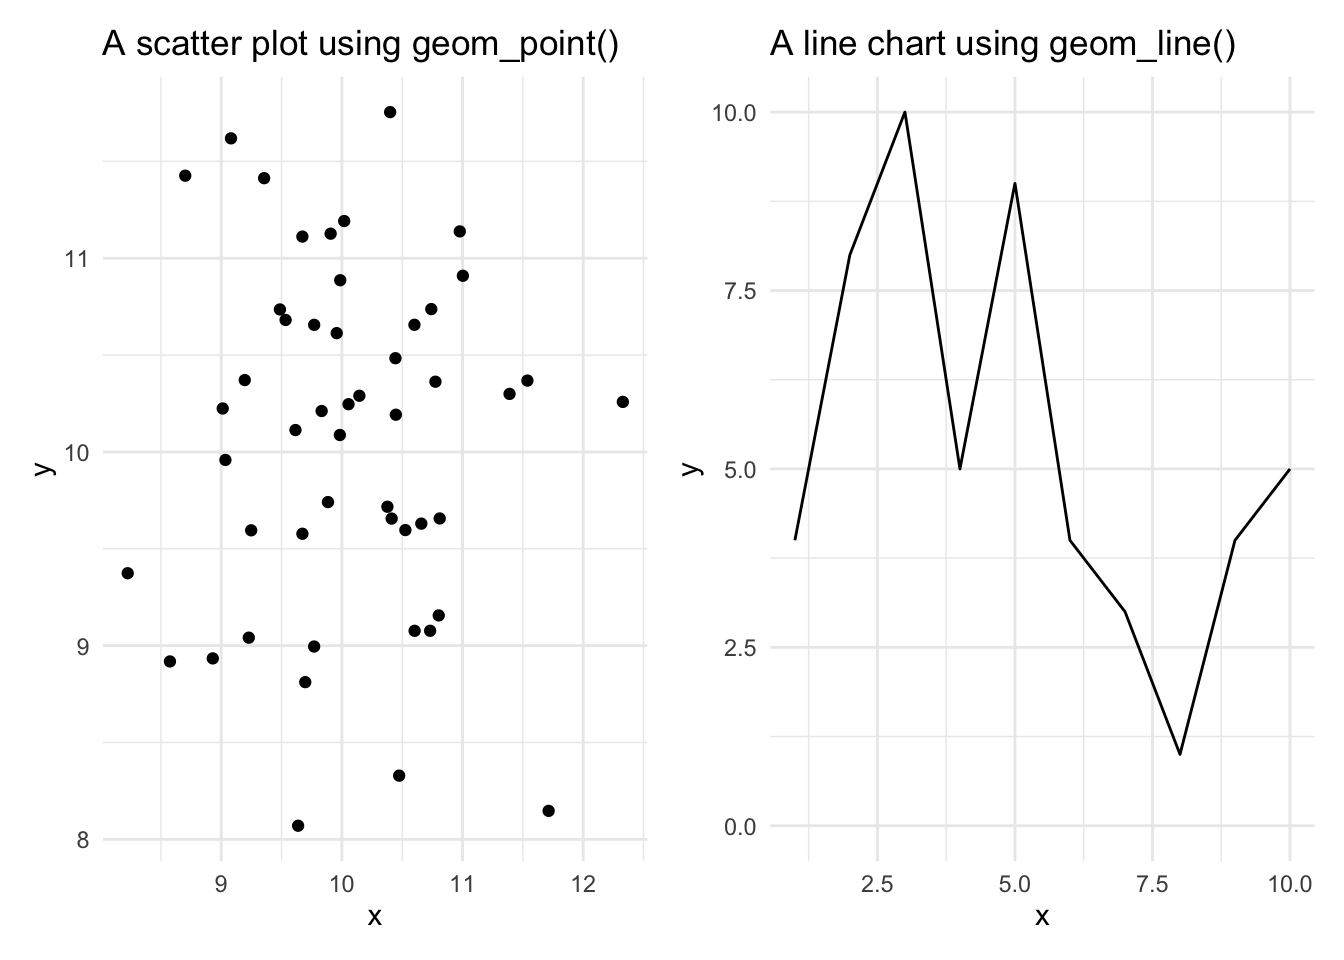 A scatter plot using geom_point()
11
10
9
8
y
9 10 11 12
x
A line chart using geom_line()
10.0
7.5
5.0
2.5
0.0
y
2.5 5.0 7.5 10.0
x